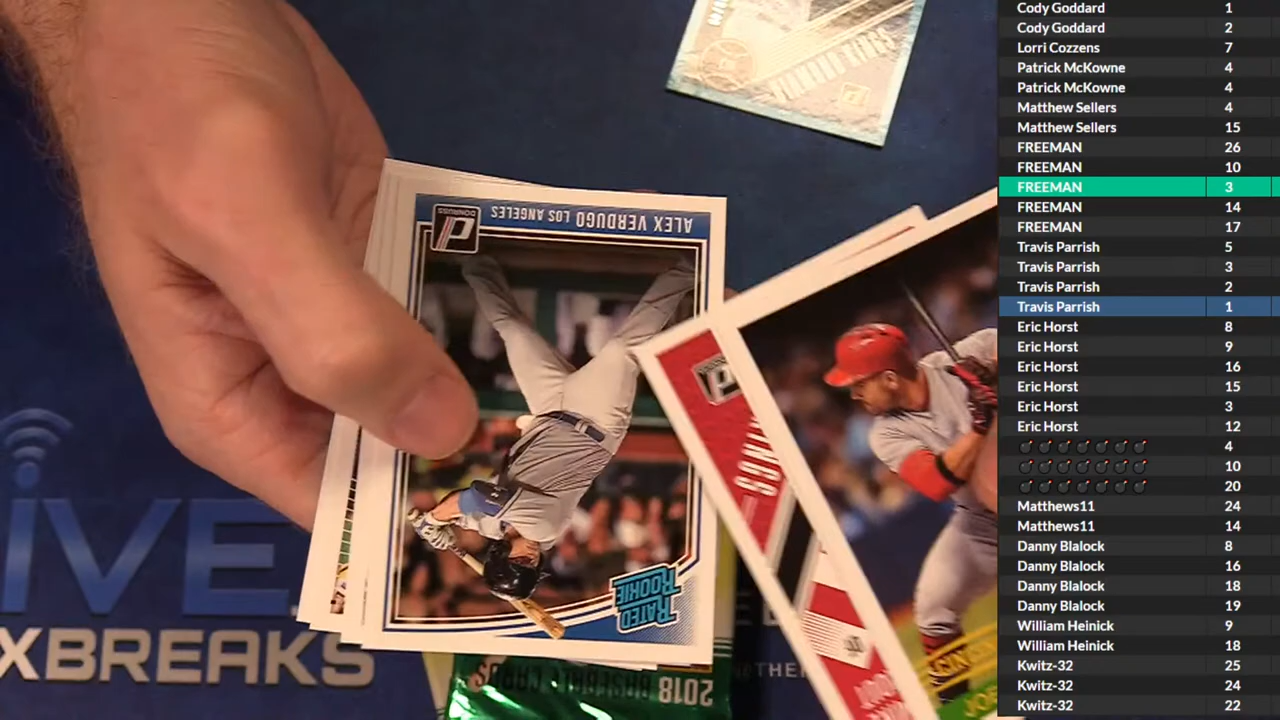 Cody Goddard 1
Cody Goddard 2
Lorri Cozzens 7
Patrick McKowne 4
Patrick McKowne 4
Matthew Sellers 4
Matthew Sellers 15
FREEMAN 26
FREEMAN 10
FREEMAN 3
FREEMAN 14
FREEMAN 17
Travis Parrish 5
Travis Parrish 3
Travis Parrish 2
Travis Parrish 1
Eric Horst 8
Eric Horst 9
Eric Horst 16
Eric Horst 15
Eric Horst 3
Eric Horst 12
4
10
20
Matthews11 24
Matthews11 14
Danny Blalock 8
Danny Blalock 16
Danny Blalock 18
Danny Blalock 19
William Heinick 9
William Heinick 18
Kwitz-32 25
Kwitz-32 24
Kwitz-32 22
ALEX VERDUGO LOS ANGELES
DONRUSS
RATED
ROOKIE
2018 BASEBALL CARDS
iVE
XBREAKS